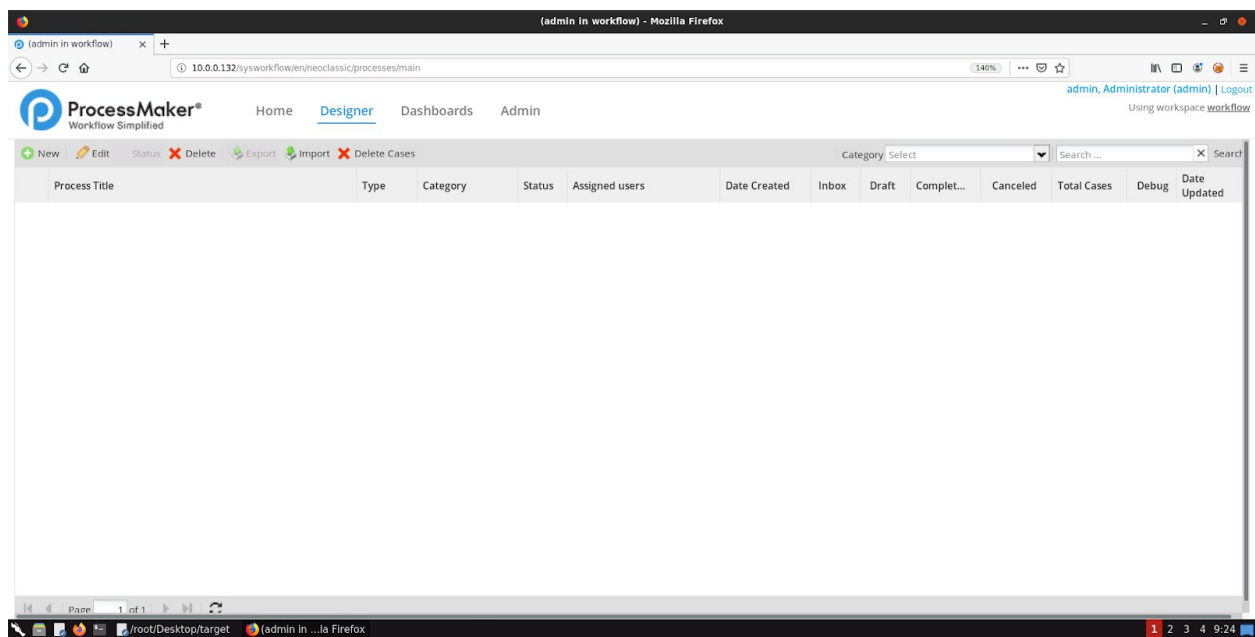 (admin in workflow) - Mozilla Firefox
(admin in workflow)
10.0.0.132/sysworkflow/en/neoclassic/processes/main
140%
admin, Administrator (admin) | Logout
Using workspace workflow
ProcessMaker®
Workflow Simplified
Home Designer Dashboards Admin
New Edit Status Delete Export Import Delete Cases Category Select Search ... Search
Process Title Type Category Status Assigned users Date Created Inbox Draft Complet... Canceled Total Cases Debug Date Updated
Page 1 of 1
/root/Desktop/target (admin in ...la Firefox 1 2 3 4 9:24